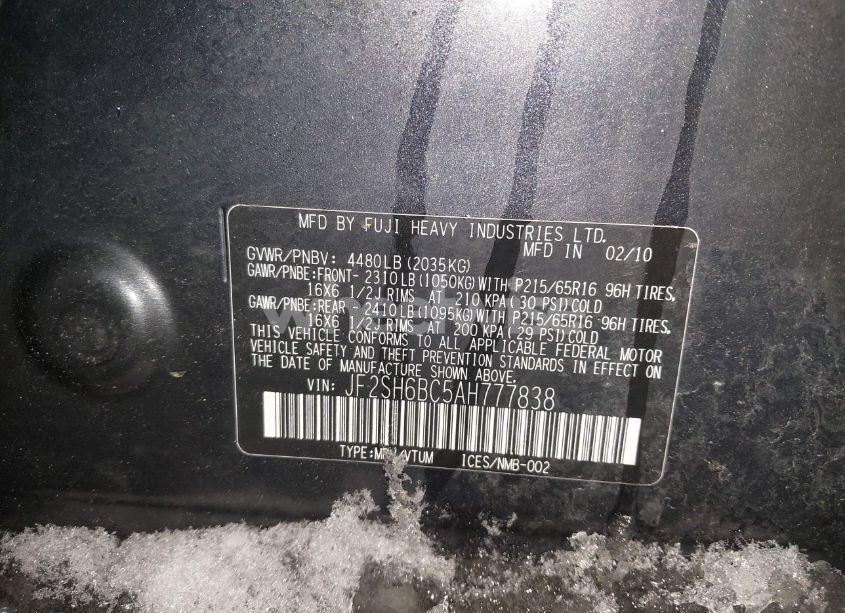 MFD BY FUJI HEAVY INDUSTRIES LTD.
MFD IN 02/10
GVWR/PNBV: 4480LB(2035KG)
GAWR/PNBE:FRONT- 2310LB(1050KG)WITH P215/65R16 96H TIRES,
16X6 1/2J RIMS AT 210 KPA(30 PSI)COLD
GAWR/PNBE:REAR -2410LB(1095KG)WITH P215/65R16 96H TIRES,
16X6 1/2J RIMS AT 200 KPA(29 PSI)COLD
THIS VEHICLE CONFORMS TO ALL APPLICABLE FEDERAL MOTOR
VEHICLE SAFETY AND THEFT PREVENTION STANDARDS IN EFFECT ON
THE DATE OF MANUFACTURE SHOWN ABOVE.
VIN: JF2SH6BC5AH777838
TYPE: ICES/NMB-002